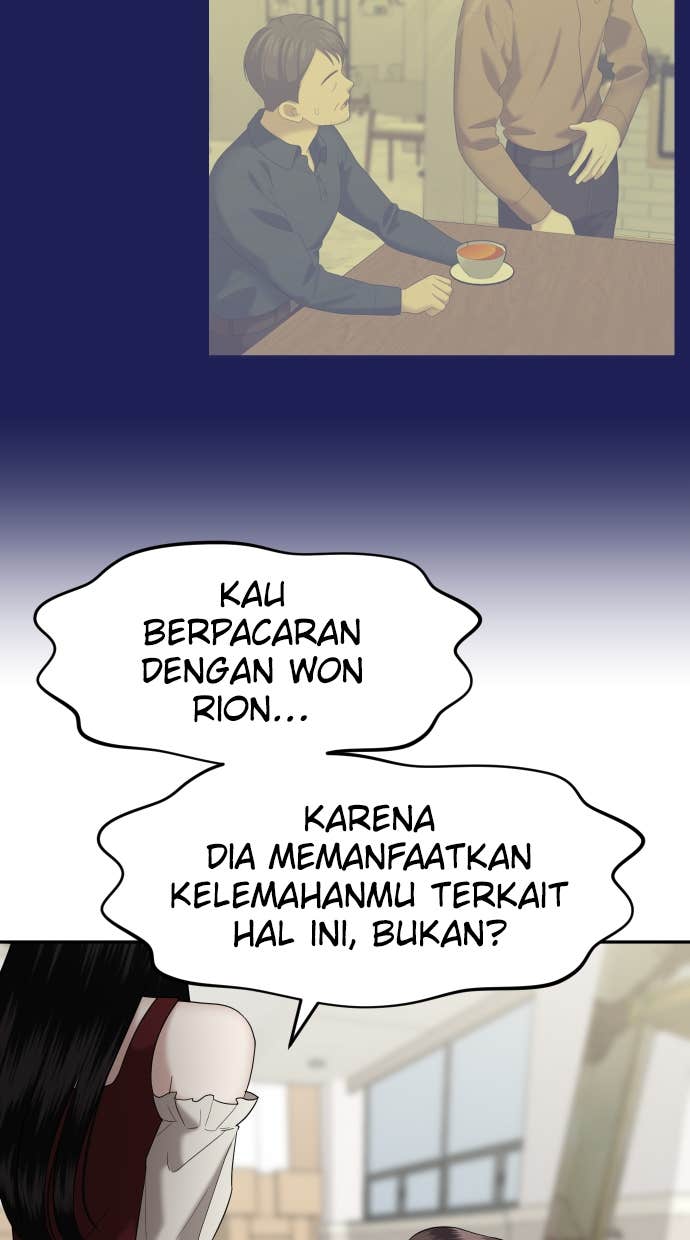 KAU
BERPACARAN
DENGAN WON
RION...
KARENA
DIA MEMANFAATKAN
KELEMAHANMU TERKAIT
HAL INI, BUKAN?